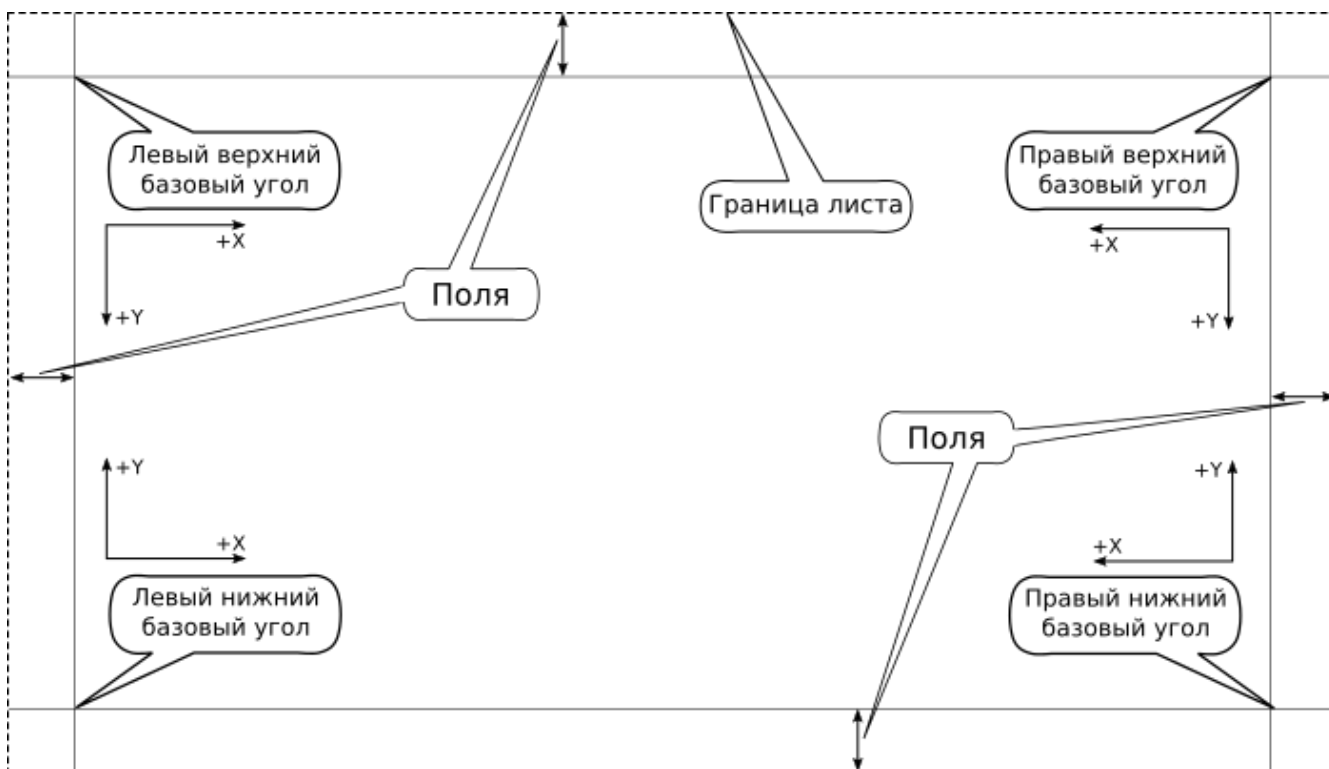 Левый верхний
базовый угол
Правый верхний
базовый угол
Граница листа
+X
+X
Поля
+Y
+Y
Поля
+Y
+Y
+X
+X
Левый нижний
базовый угол
Правый нижний
базовый угол